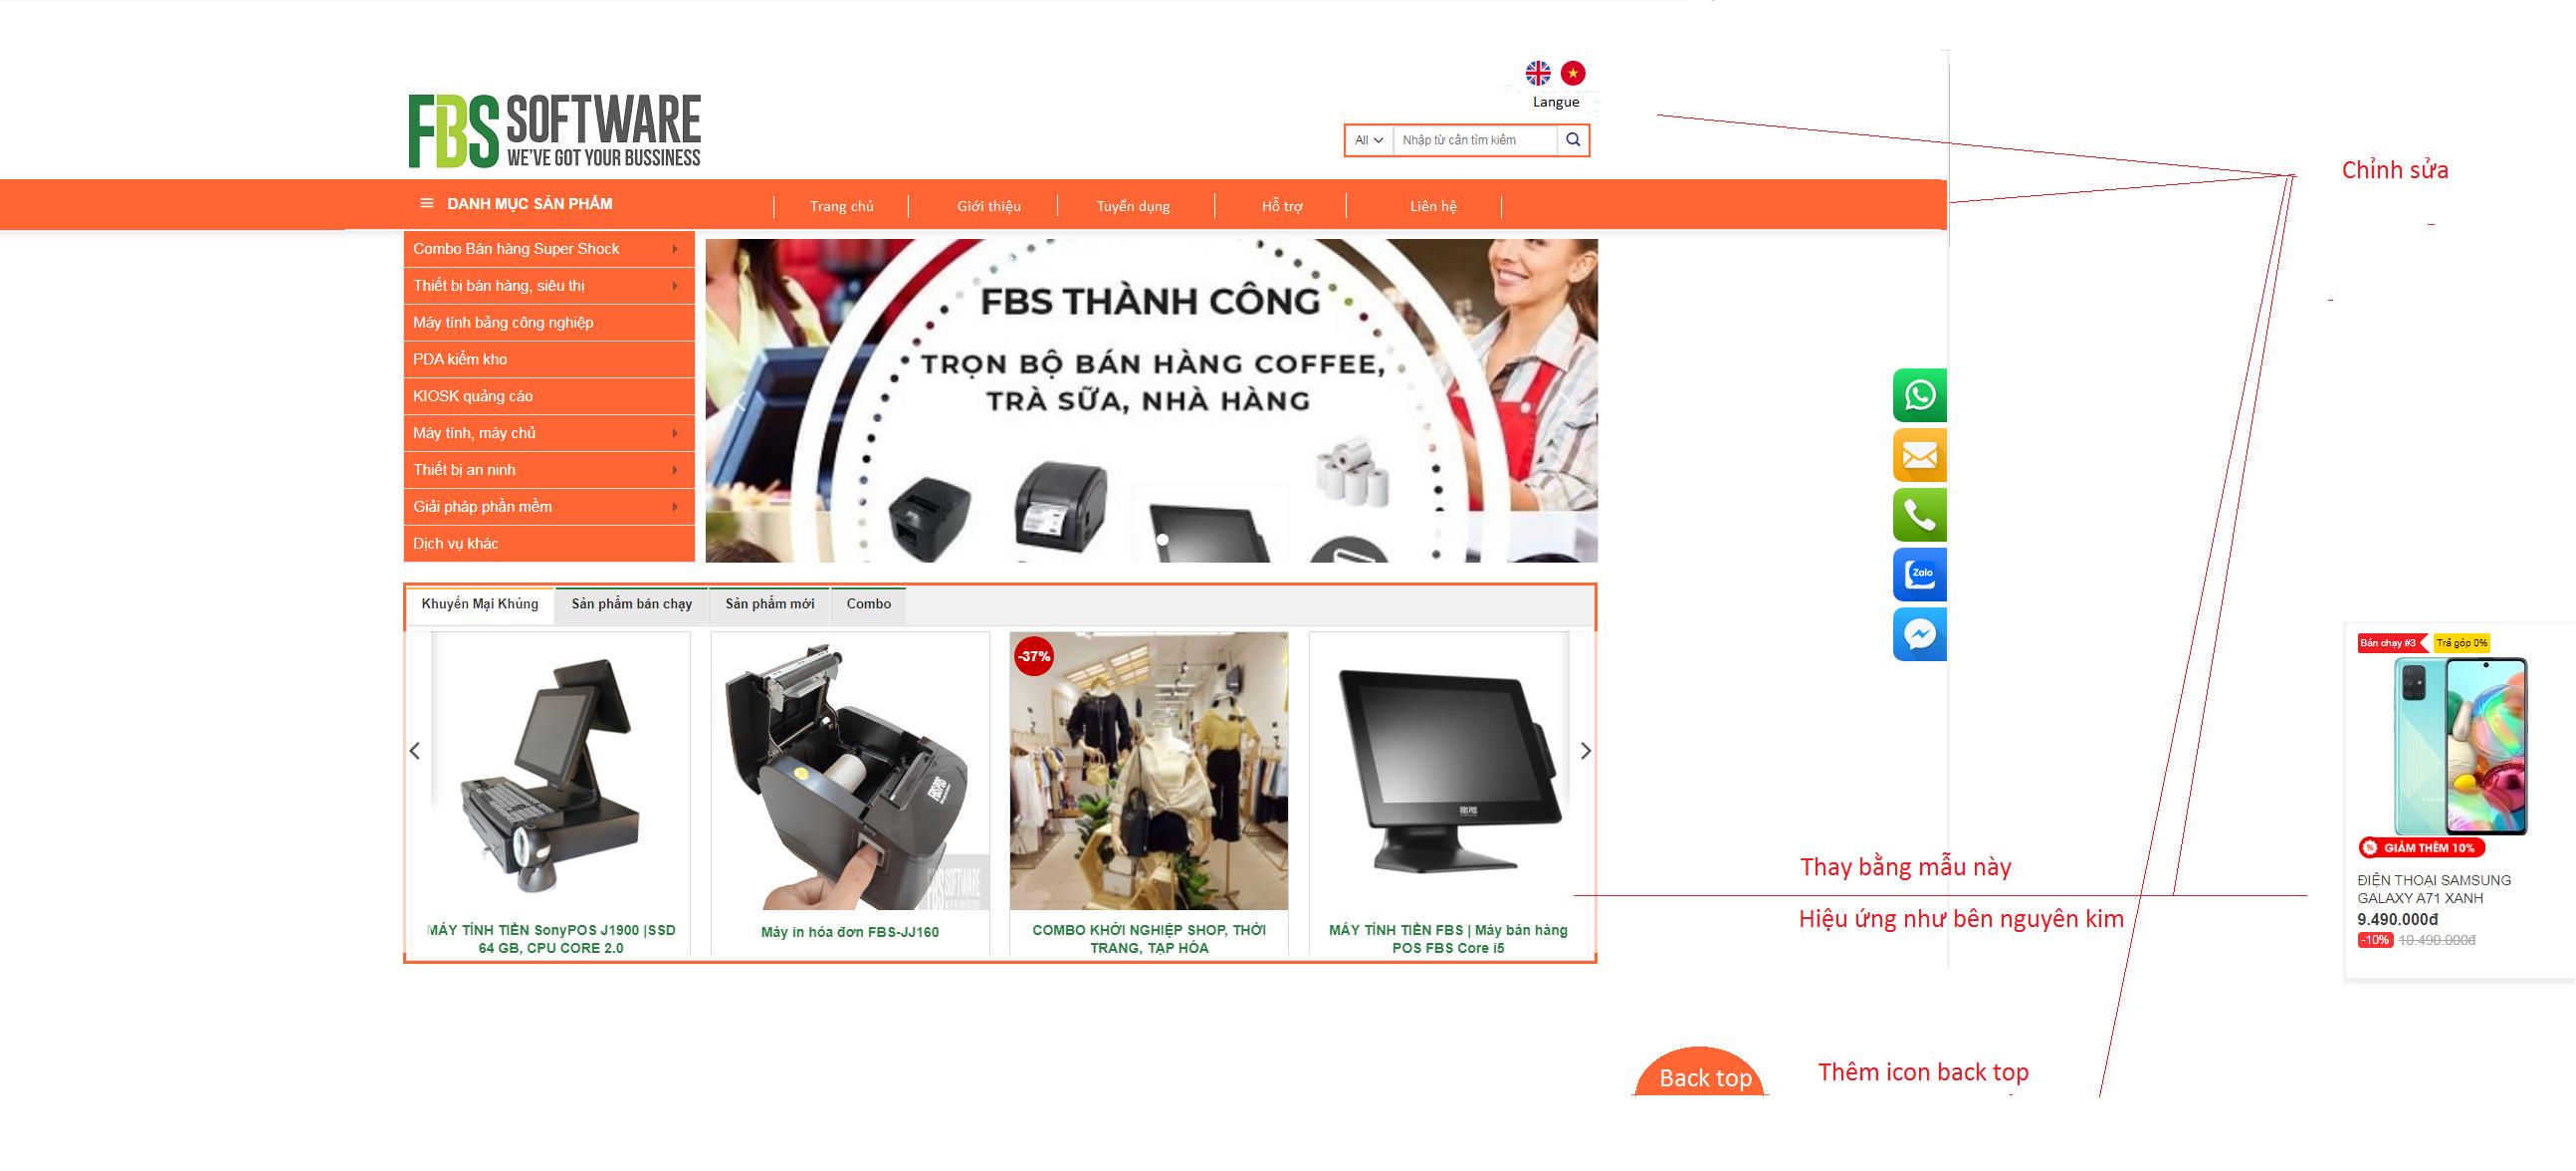 Langue
FBS SOFTWARE
WE'VE GOT YOUR BUSSINESS
All
Nhập từ cần tìm kiếm
Chỉnh sửa
DANH MỤC SẢN PHẨM
Trang chủ
Giới thiệu
Tuyển dụng
Hỗ trợ
Liên hệ
Combo Bán hàng Super Shock
Thiết bị bán hàng, siêu thị
Máy tính bảng công nghiệp
PDA kiểm kho
KIOSK quảng cáo
Máy tính, máy chủ
Thiết bị an ninh
Giải pháp phần mềm
Dịch vụ khác
FBS THÀNH CÔNG
TRỌN BỘ BÁN HÀNG COFFEE,
TRÀ SỮA, NHÀ HÀNG
Zalo
Khuyến Mại Khủng
Sản phẩm bán chạy
Sản phẩm mới
Combo
-37%
FBS POS
FBS SOFTWARE
FBS POS
MÁY TÍNH TIỀN SonyPOS J1900 |SSD
64 GB, CPU CORE 2.0
Máy in hóa đơn FBS-JJ160
COMBO KHỞI NGHIỆP SHOP, THỜI
TRANG, TẠP HÓA
MÁY TÍNH TIỀN FBS | Máy bán hàng
POS FBS Core i5
Bán chạy #3
Trả góp 0%
GIẢM THÊM 10%
ĐIỆN THOẠI SAMSUNG
GALAXY A71 XANH
9.490.000đ
-10% 10.490.000đ
Thay bằng mẫu này
Hiệu ứng như bên nguyên kim
Back top
Thêm icon back top